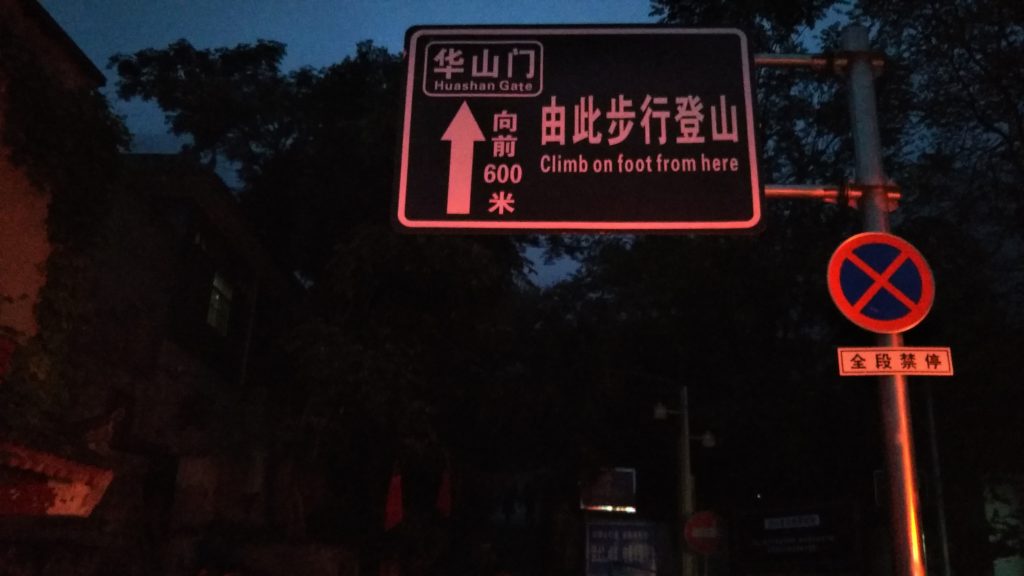 华山门
Huashan Gate
向前
600
米
由此步行登山
Climb on foot from here
全段禁停